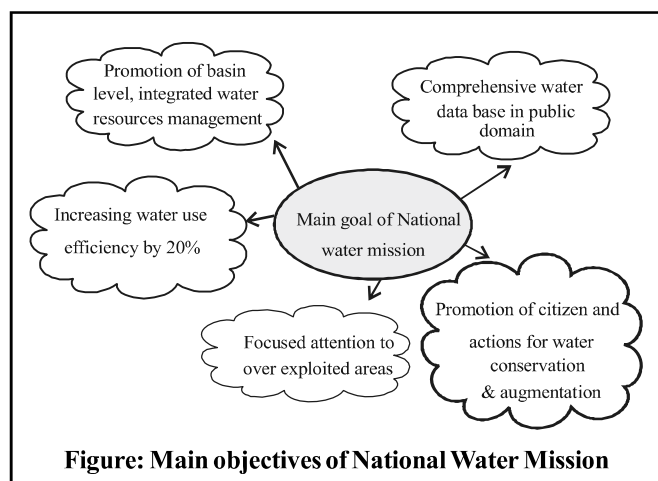 Promotion of basin
level, integrated water
resources management
Comprehensive water
data base in public
domain
Increasing water use
efficiency by 20%
Main goal of National
water mission
Focused attention to
over exploited areas
Promotion of citizen and
actions for water
conservation
& augmentation
Figure: Main objectives of National Water Mission